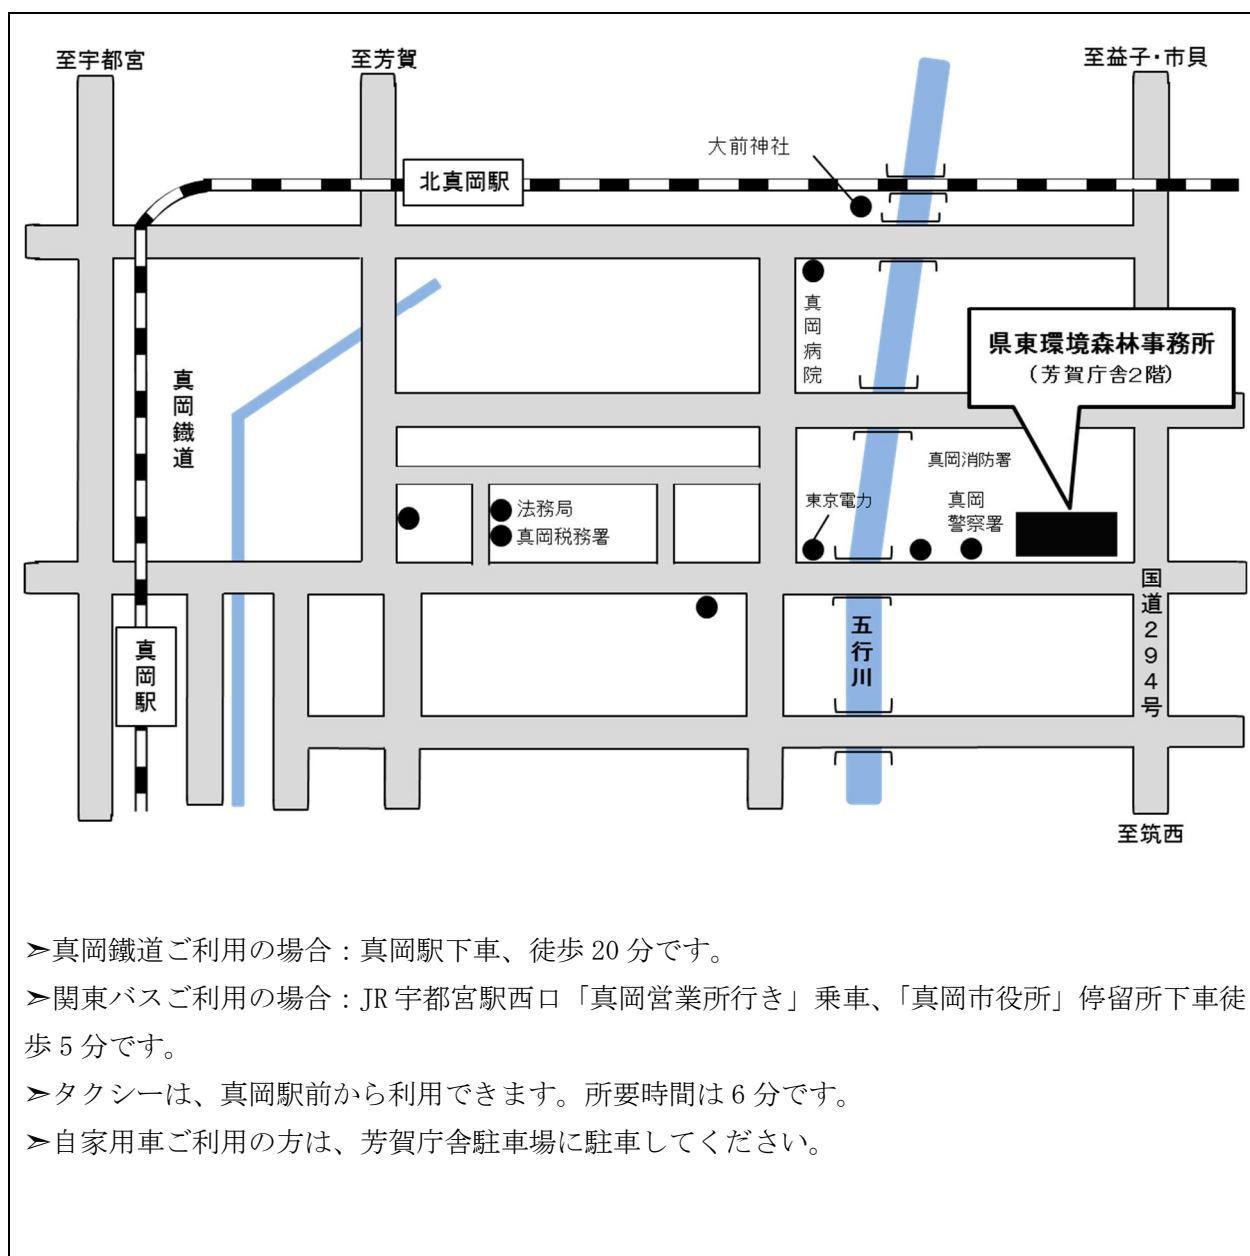 至宇都宮
至芳賀
至益子・市貝
大前神社
北真岡駅
真岡病院
県東環境森林事務所
（芳賀庁舎2階）
真岡鐵道
真岡消防署
法務局
真岡税務署
東京電力
真岡
警察署
国道294号
五行川
真岡駅
至筑西
➣真岡鐵道ご利用の場合：真岡駅下車、徒歩 20 分です。
➣関東バスご利用の場合：JR 宇都宮駅西口「真岡営業所行き」乗車、「真岡市役所」停留所下車徒
歩 5 分です。
➣タクシーは、真岡駅前から利用できます。所要時間は 6 分です。
➣自家用車ご利用の方は、芳賀庁舎駐車場に駐車してください。